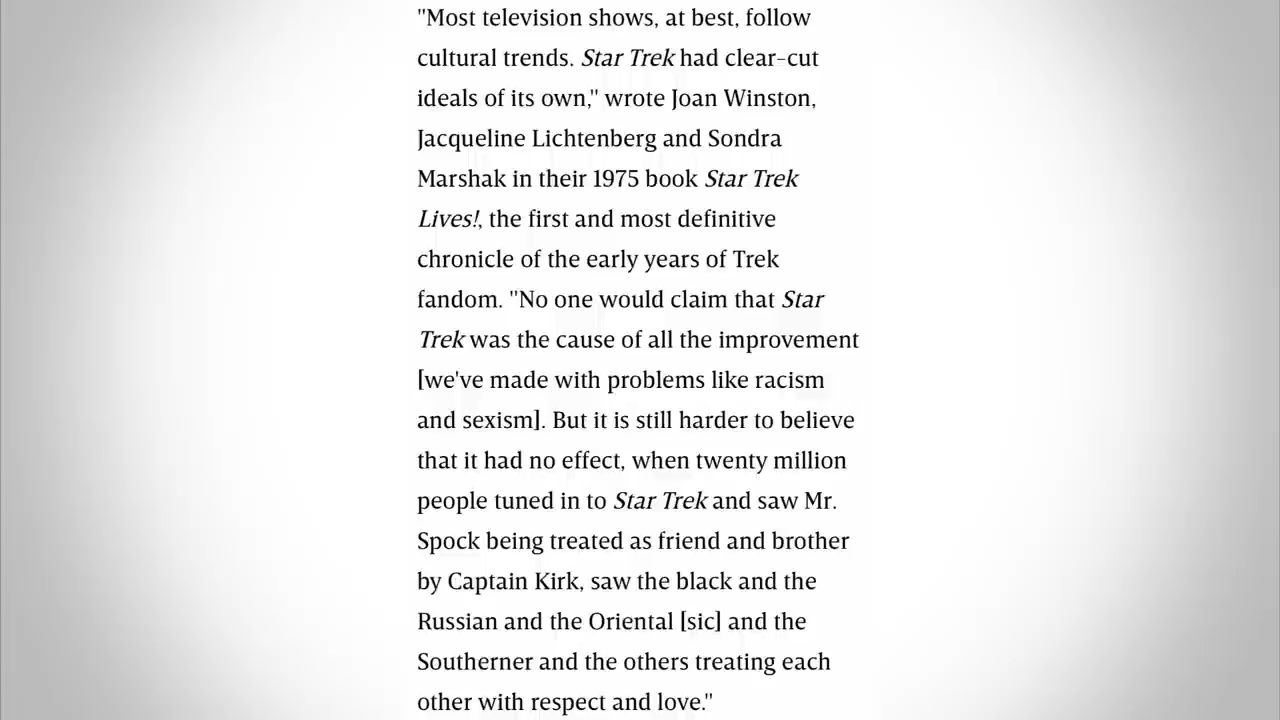 "Most television shows, at best, follow
cultural trends. Star Trek had clear-cut
ideals of its own," wrote Joan Winston,
Jacqueline Lichtenberg and Sondra
Marshak in their 1975 book Star Trek
Lives!, the first and most definitive
chronicle of the early years of Trek
fandom. "No one would claim that Star
Trek was the cause of all the improvement
[we've made with problems like racism
and sexism]. But it is still harder to believe
that it had no effect, when twenty million
people tuned in to Star Trek and saw Mr.
Spock being treated as friend and brother
by Captain Kirk, saw the black and the
Russian and the Oriental [sic] and the
Southerner and the others treating each
other with respect and love."